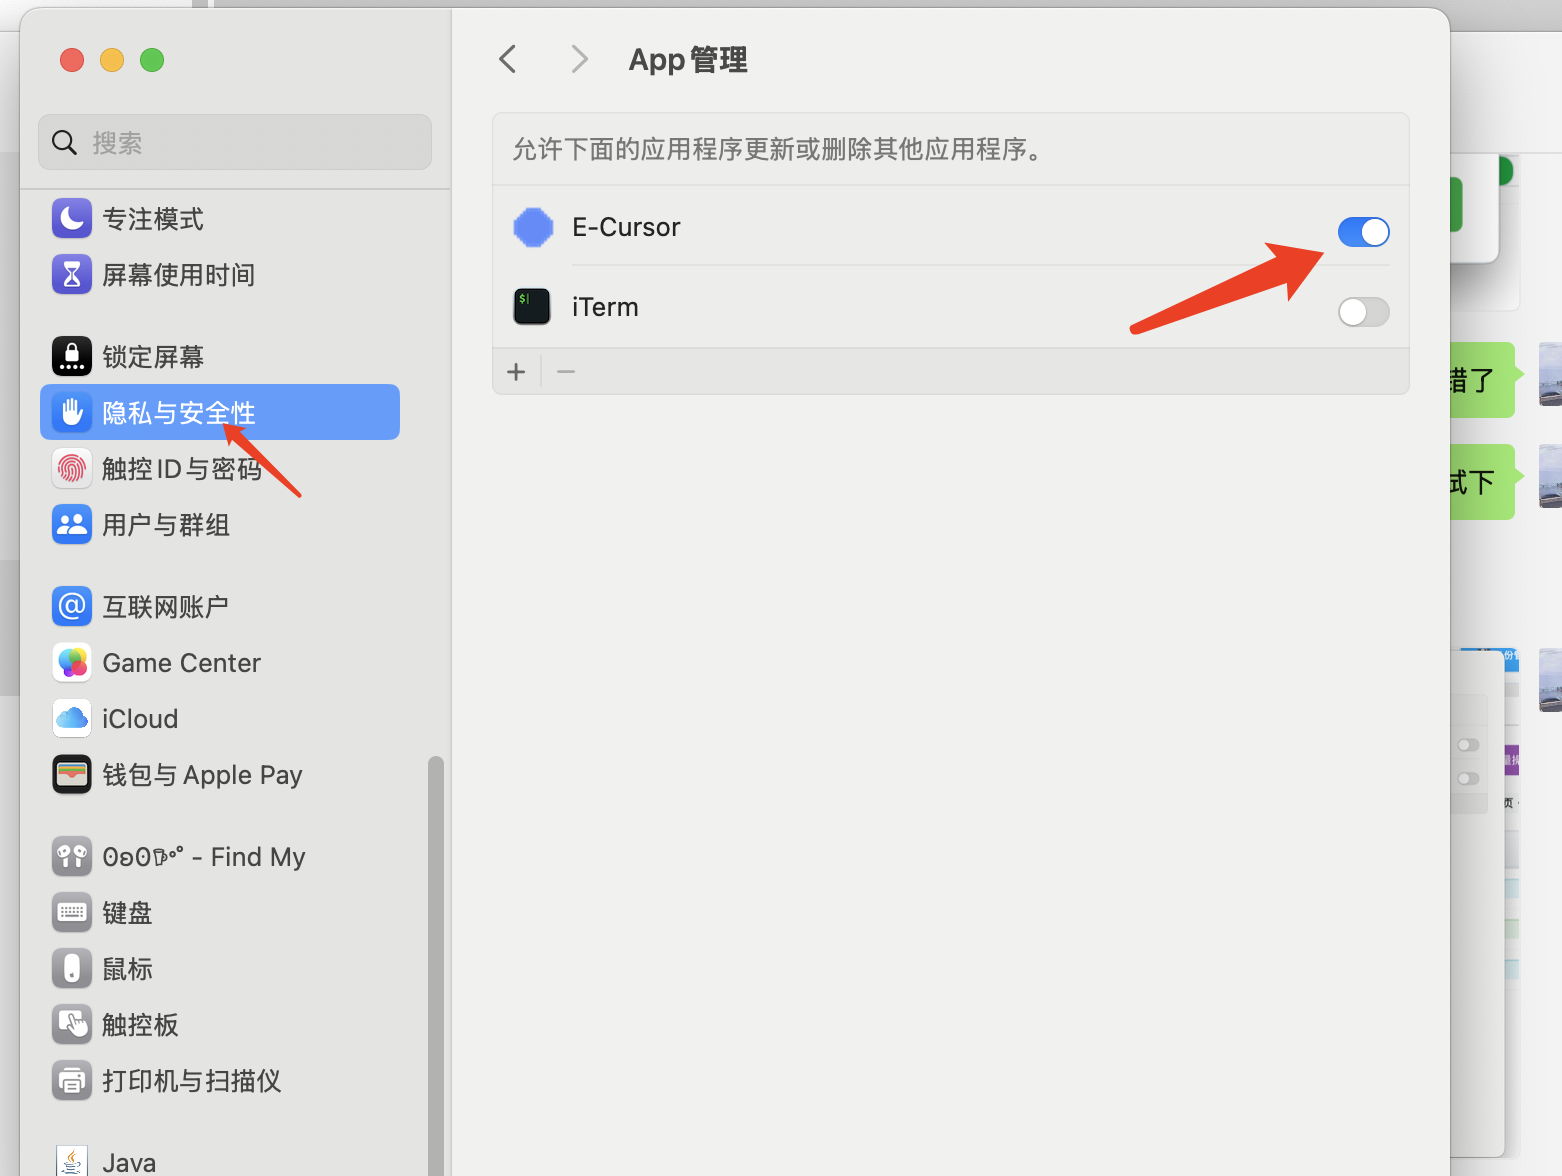 App 管理
搜索
允许下面的应用程序更新或删除其他应用程序。
E-Cursor
$|
iTerm
专注模式
屏幕使用时间
锁定屏幕
隐私与安全性
触控 ID 与密码
用户与群组
互联网账户
@
Game Center
iCloud
钱包与 Apple Pay
- Find My
键盘
鼠标
触控板
打印机与扫描仪
Java
错了
试下
页